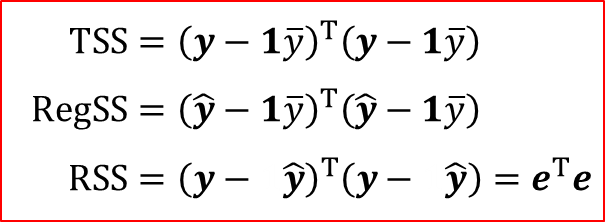 TSS = (𝒚 − 𝟏ȳ)ᵀ(𝒚 − 𝟏ȳ)
RegSS = (𝒚̂ − 𝟏ȳ)ᵀ(𝒚̂ − 𝟏ȳ)
RSS = (𝒚 − 𝒚̂)ᵀ(𝒚 − 𝒚̂) = 𝒆ᵀ𝒆